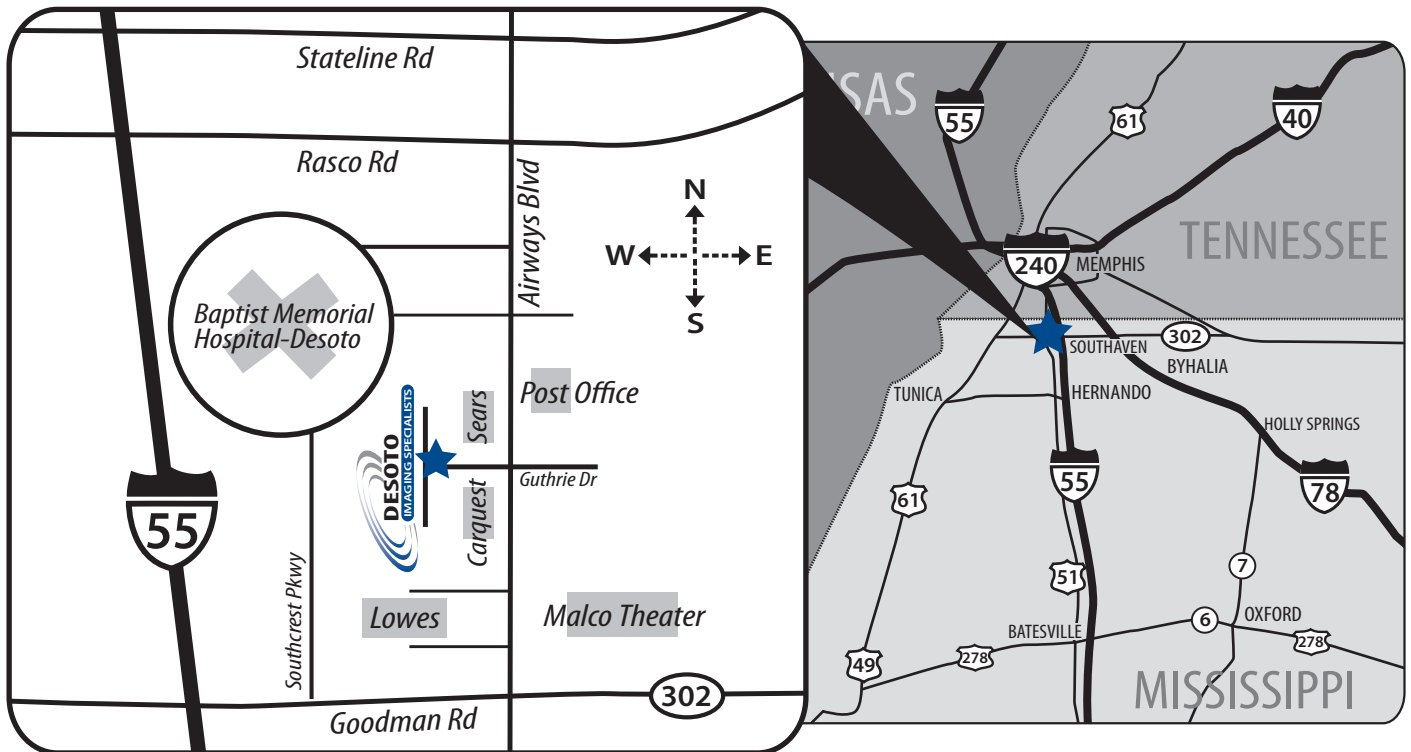 Stateline Rd
Rasco Rd
Airways Blvd
N
W
E
S
Baptist Memorial
Hospital-Desoto
Post Office
Sears
DESOTO
IMAGING SPECIALISTS
Guthrie Dr
Carquest
55
Southcrest Pkwy
Lowes
Malco Theater
302
Goodman Rd
SAS
55
61
40
TENNESSEE
240
MEMPHIS
302
SOUTHAVEN
BYHALIA
TUNICA
HERNANDO
HOLLY SPRINGS
61
55
78
51
7
BATESVILLE
6
OXFORD
49
278
278
MISSISSIPPI